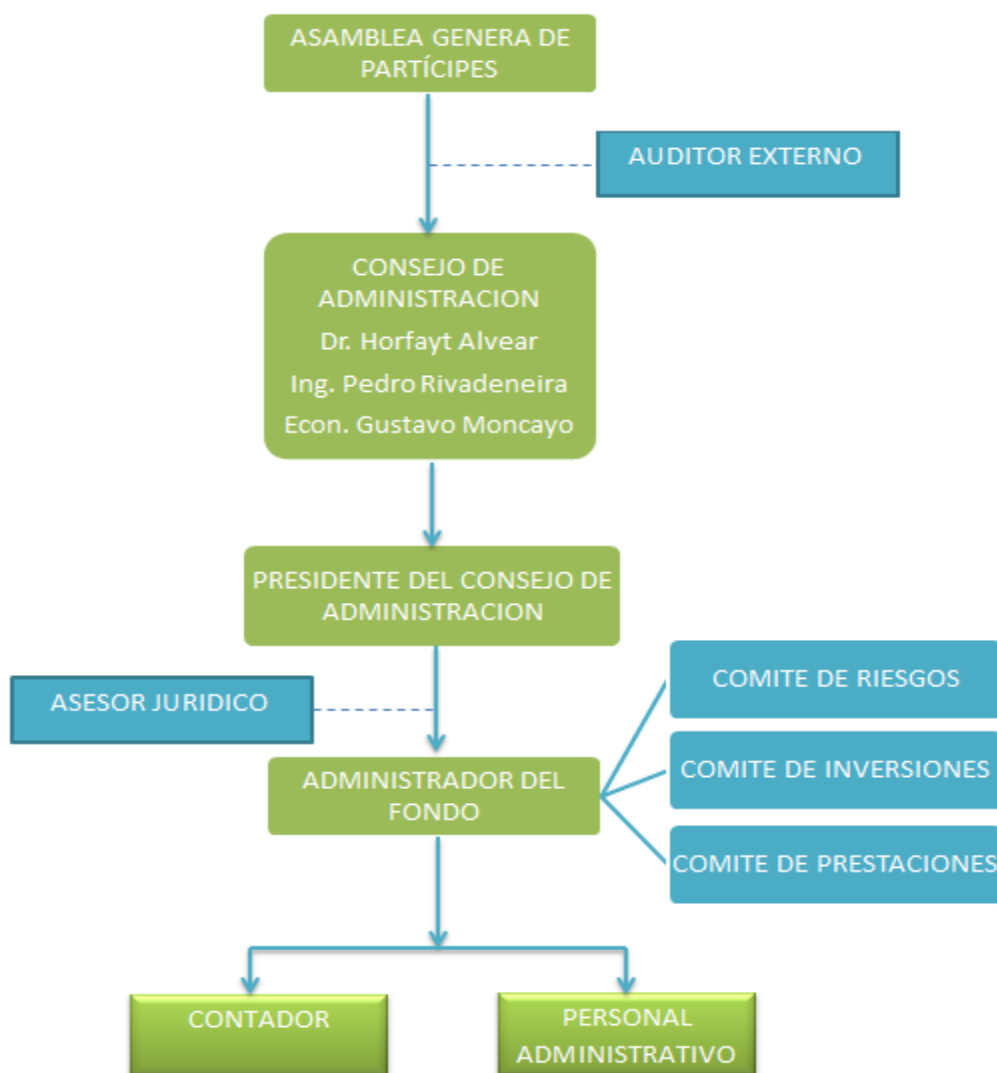 ASAMBLEA GENERA DE
PARTÍCIPES
AUDITOR EXTERNO
CONSEJO DE
ADMINISTRACION
Dr. Horfayt Alvear
Ing. Pedro Rivadeneira
Econ. Gustavo Moncayo
PRESIDENTE DEL CONSEJO DE
ADMINISTRACION
ASESOR JURIDICO
COMITE DE RIESGOS
ADMINISTRADOR DEL
FONDO
COMITE DE INVERSIONES
COMITE DE PRESTACIONES
CONTADOR
PERSONAL
ADMINISTRATIVO